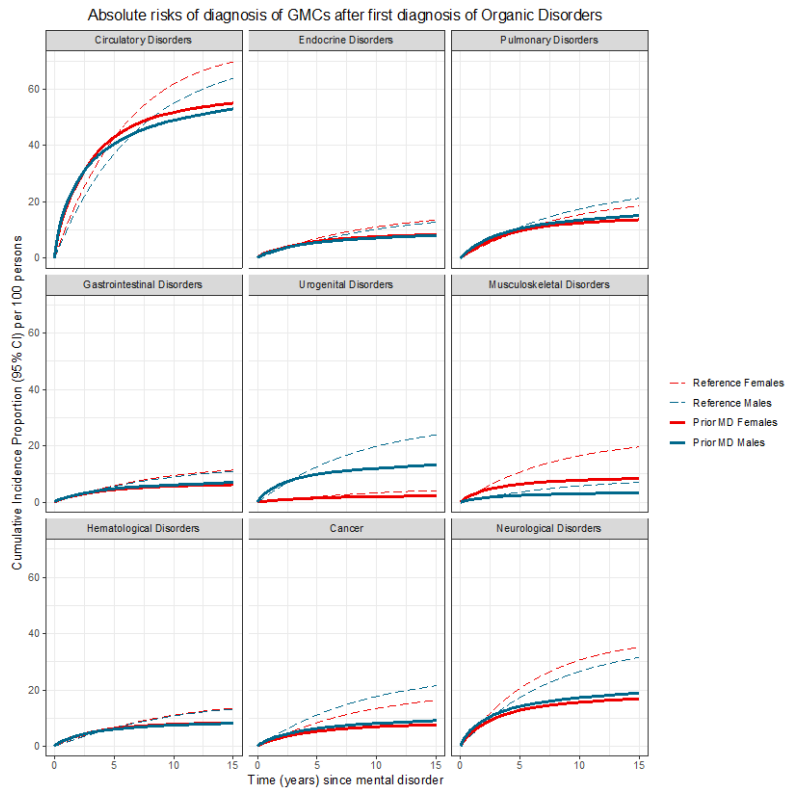 Absolute risks of diagnosis of GMCs after first diagnosis of Organic Disorders
Circulatory Disorders
Endocrine Disorders
Pulmonary Disorders
60
40
20
0
Gastrointestinal Disorders
Urogenital Disorders
Musculoskeletal Disorders
60
40
20
0
Hematological Disorders
Cancer
Neurological Disorders
60
40
20
0
0 5 10 15
0 5 10 15
0 5 10 15
Time (years) since mental disorder
Cumulative Incidence Proportion (95% CI) per 100 persons
Reference Females
Reference Males
Prior MD Females
Prior MD Males